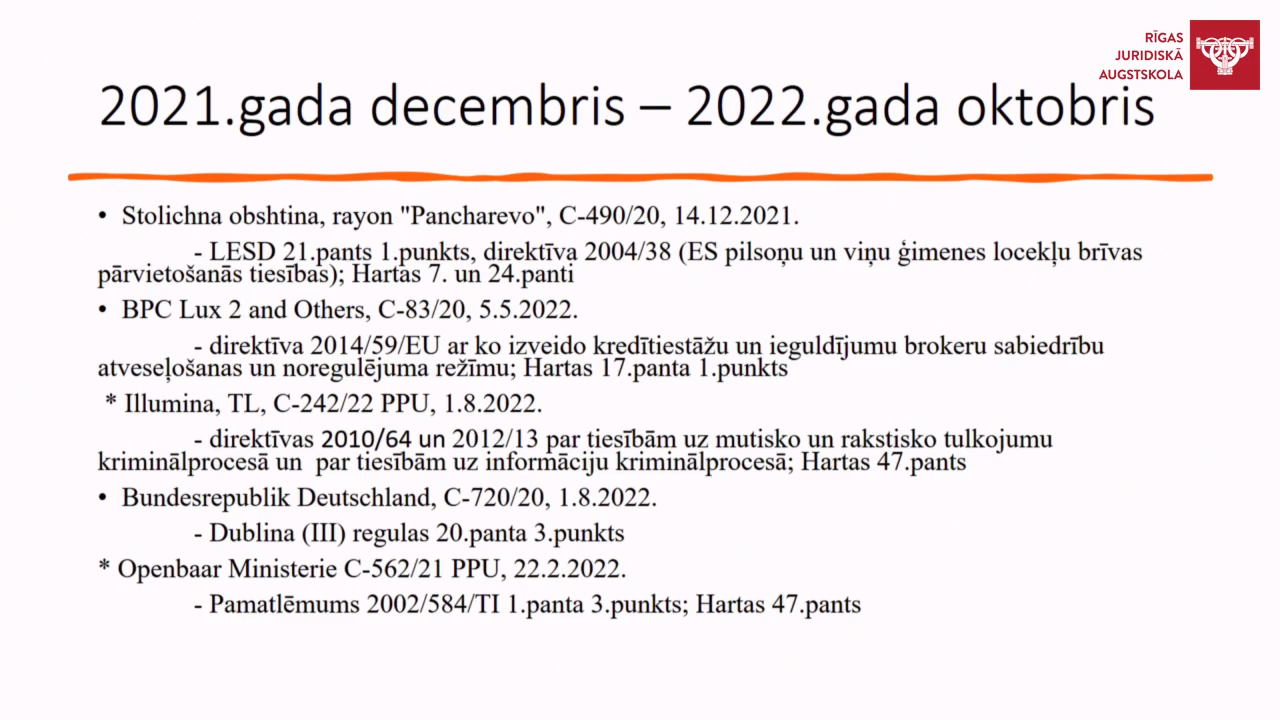 RĪGAS
JURIDISKĀ
AUGSTSKOLA
2021.gada decembris – 2022.gada oktobris
• Stolichna obshtina, rayon "Pancharevo", C-490/20, 14.12.2021.
- LESD 21.pants 1.punkts, direktīva 2004/38 (ES pilsoņu un viņu ģimenes locekļu brīvas
pārvietošanās tiesības); Hartas 7. un 24.panti
• BPC Lux 2 and Others, C-83/20, 5.5.2022.
- direktīva 2014/59/EU ar ko izveido kredītiestāžu un ieguldījumu brokeru sabiedrību
atveseļošanas un noregulējuma režīmu; Hartas 17.panta 1.punkts
* Illumina, TL, C-242/22 PPU, 1.8.2022.
- direktīvas 2010/64 un 2012/13 par tiesībām uz mutisko un rakstisko tulkojumu
kriminālprocesā un par tiesībām uz informāciju kriminālprocesā; Hartas 47.pants
• Bundesrepublik Deutschland, C-720/20, 1.8.2022.
- Dublina (III) regulas 20.panta 3.punkts
* Openbaar Ministerie C-562/21 PPU, 22.2.2022.
- Pamatlēmums 2002/584/TI 1.panta 3.punkts; Hartas 47.pants